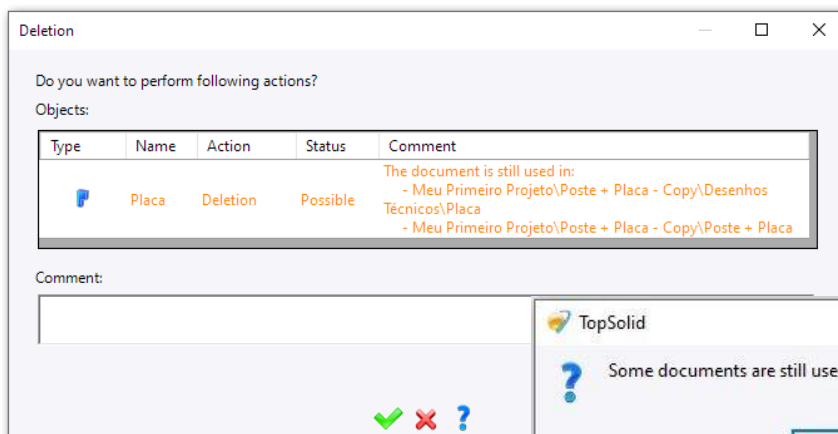 Deletion
Do you want to perform following actions?
Objects:
Type Name Action Status Comment
The document is still used in:
- Meu Primeiro Projeto\Poste + Placa - Copy\Desenhos
Placa Deletion Possible
Técnicos\Placa
- Meu Primeiro Projeto\Poste + Placa - Copy\Poste + Placa
Comment:
TopSolid
Some documents are still use